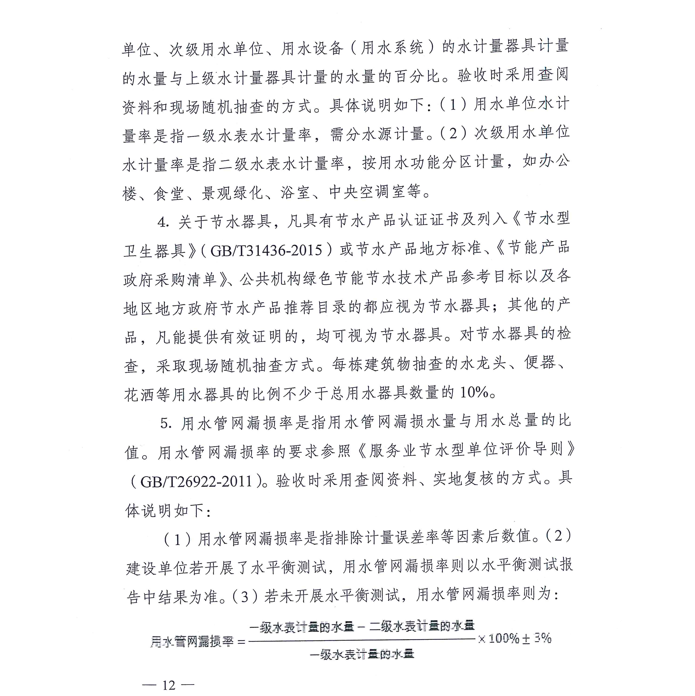 单位、次级用水单位、用水设备（用水系统）的水计量器具计量
的水量与上级水计量器具计量的水量的百分比。验收时采用查阅
资料和现场随机抽查的方式。具体说明如下：（1）用水单位水计
量率是指一级水表水计量率，需分水源计量。（2）次级用水单位
水计量率是指二级水表水计量率，按用水功能分区计量，如办公
楼、食堂、景观绿化、浴室、中央空调室等。
4. 关于节水器具，凡具有节水产品认证证书及列入《节水型
卫生器具》（GB/T31436-2015）或节水产品地方标准、《节能产品
政府采购清单》、公共机构绿色节能节水技术产品参考目标以及各
地区地方政府节水产品推荐目录的都应视为节水器具；其他的产
品，凡能提供有效证明的，均可视为节水器具。对节水器具的检
查，采取现场随机抽查方式。每栋建筑物抽查的水龙头、便器、
花洒等用水器具的比例不少于总用水器具数量的 10%。
5. 用水管网漏损率是指用水管网漏损水量与用水总量的比
值。用水管网漏损率的要求参照《服务业节水型单位评价导则》
（GB/T26922-2011）。验收时采用查阅资料、实地复核的方式。具
体说明如下：
（1）用水管网漏损率是指排除计量误差率等因素后数值。（2）
建设单位若开展了水平衡测试，用水管网漏损率则以水平衡测试报
告中结果为准。（3）若未开展水平衡测试，用水管网漏损率则为：
一级水表计量的水量－二级水表计量的水量
用水管网漏损率＝ ×100%±3%
一级水表计量的水量
— 12 —